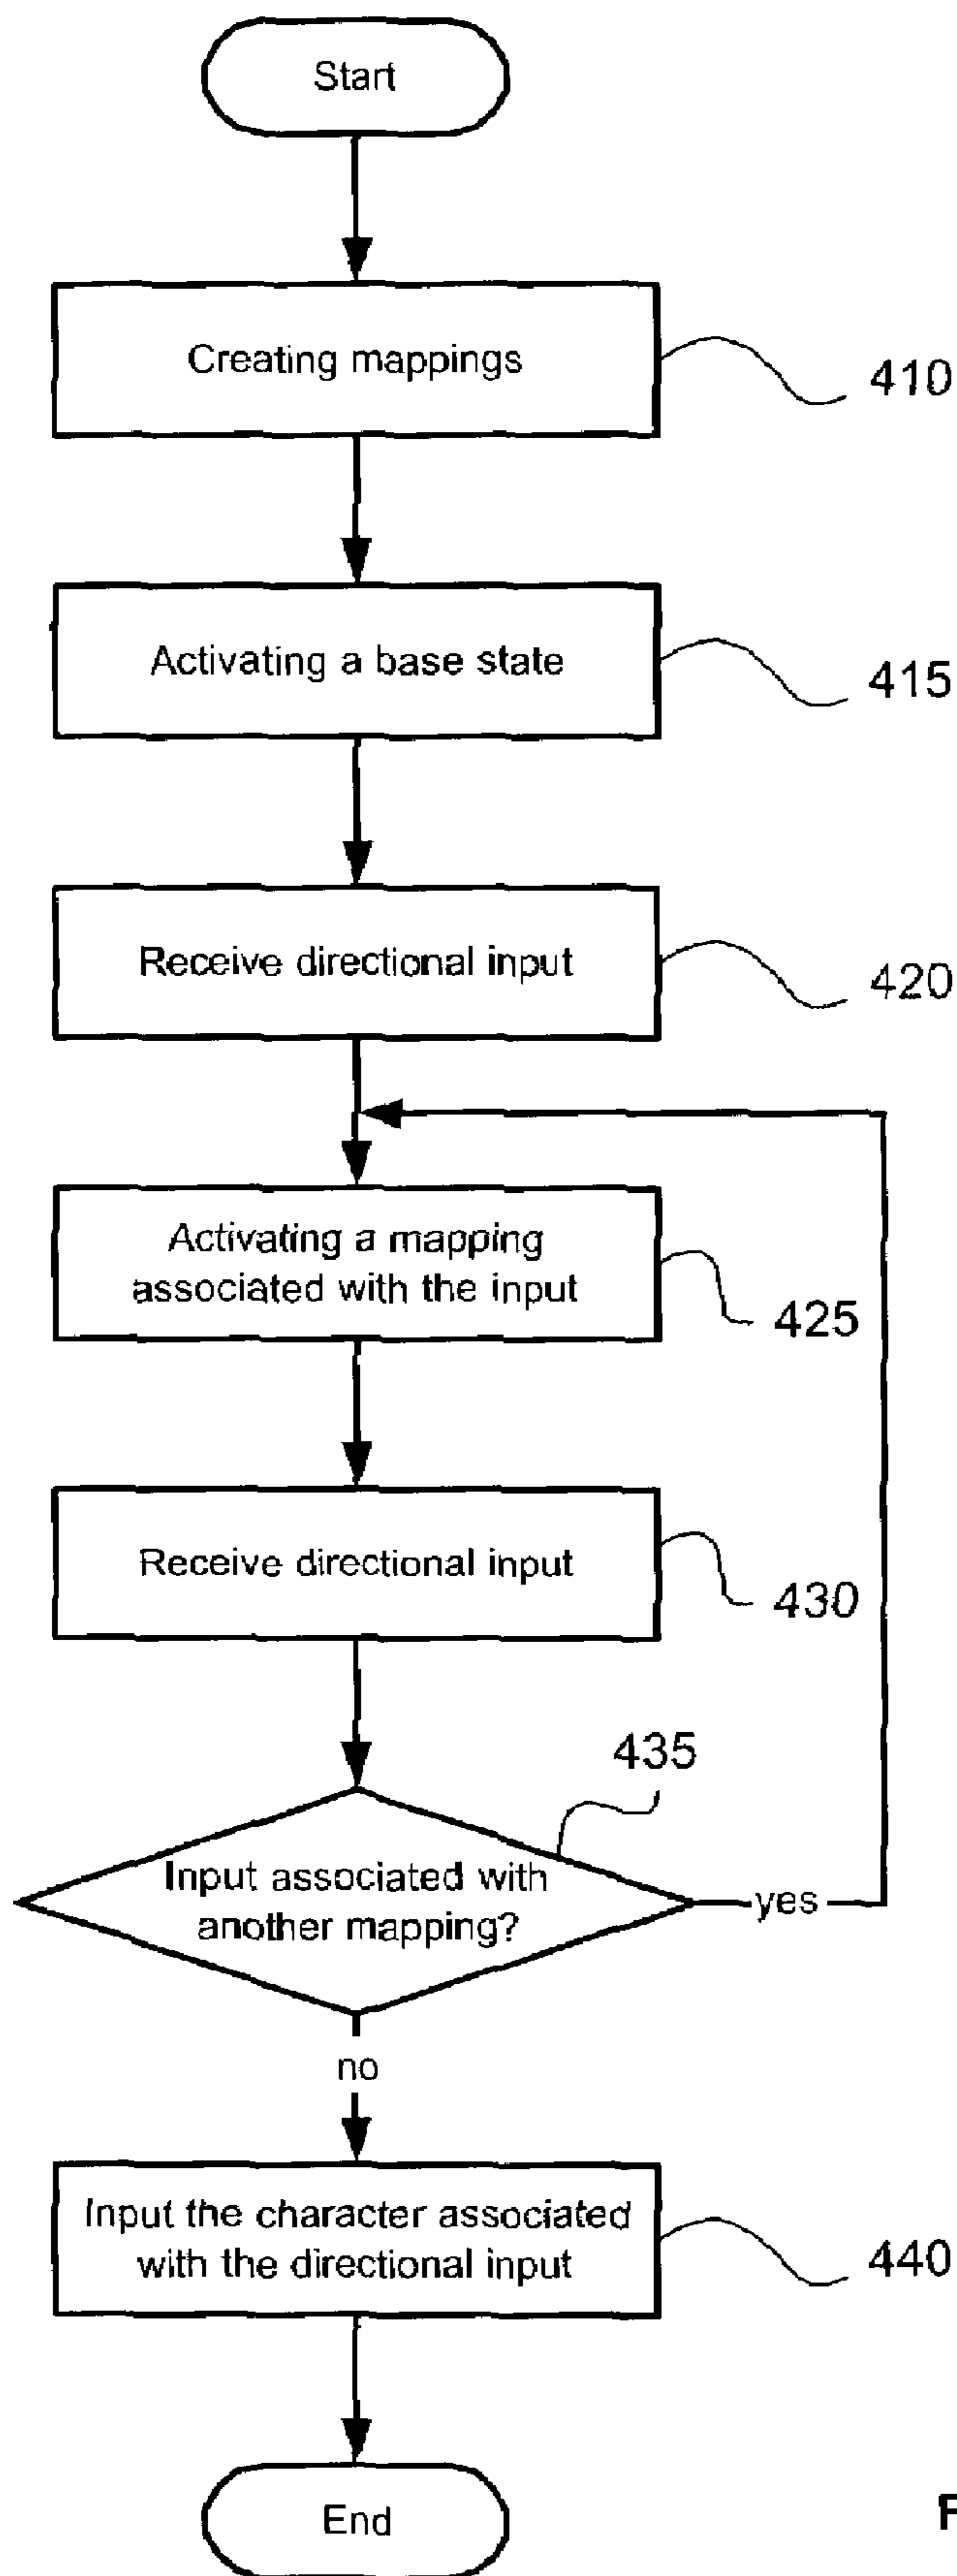 Start
Creating mappings
410
Activating a base state
415
Receive directional input
420
Activating a mapping
associated with the input
425
Receive directional input
430
435
Input associated with
another mapping?
yes
no
Input the character associated
with the directional input
440
End
F